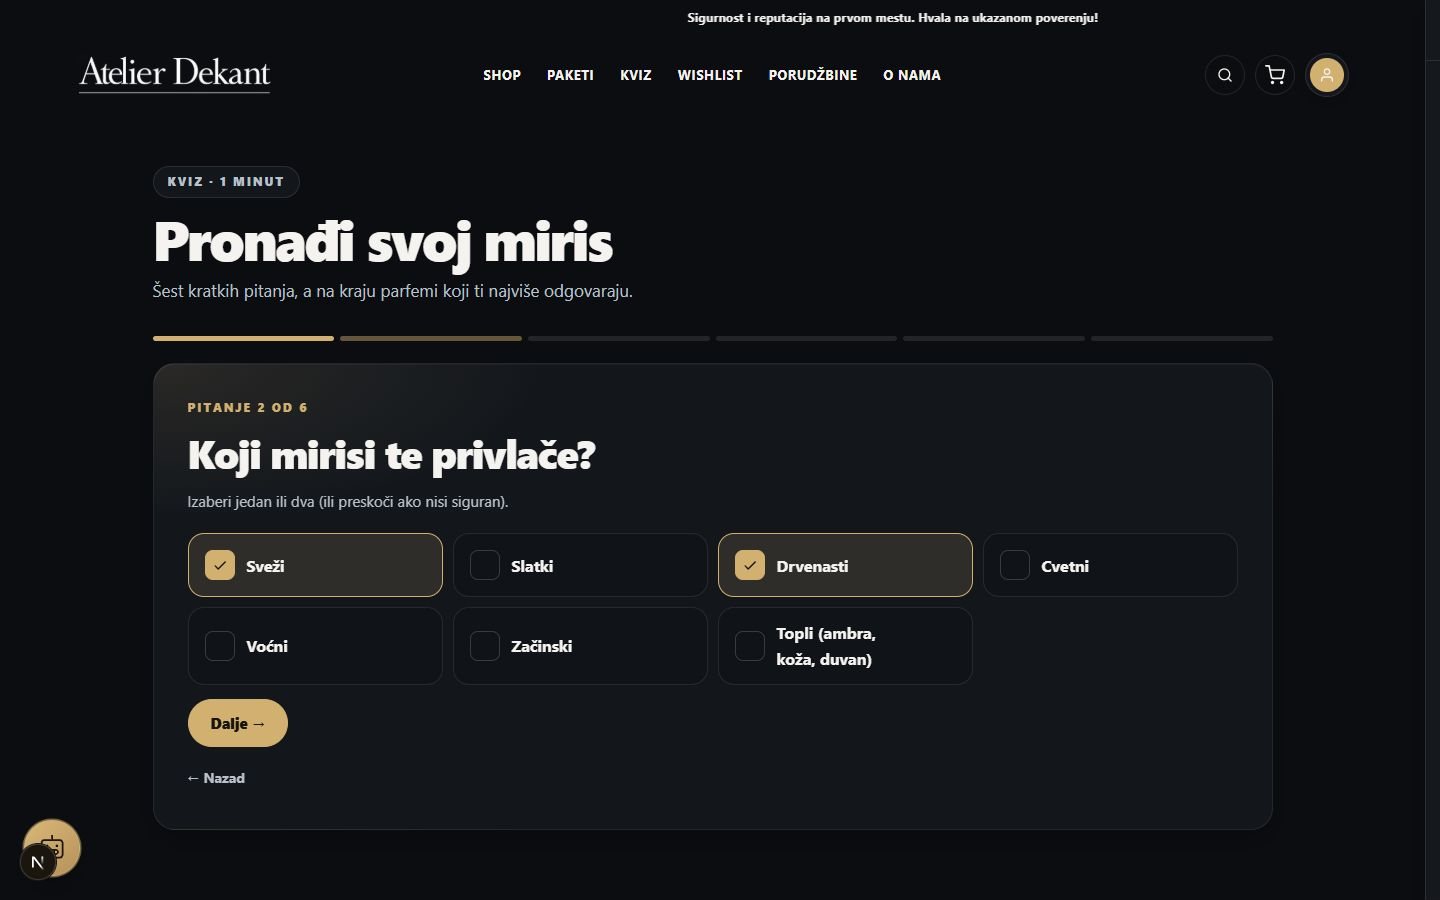 Sigurnost i reputacija na prvom mestu. Hvala na ukazanom poverenju!
Atelier Dekant
SHOP PAKETI KVIZ WISHLIST PORUDŽBINE O NAMA
KVIZ · 1 MINUT
Pronađi svoj miris
Šest kratkih pitanja, a na kraju parfemi koji ti najviše odgovaraju.
PITANJE 2 OD 6
Koji mirisi te privlače?
Izaberi jedan ili dva (ili preskoči ako nisi siguran).
Sveži
Slatki
Drvenasti
Cvetni
Voćni
Začinski
Topli (ambra,
koža, duvan)
Dalje →
← Nazad
N